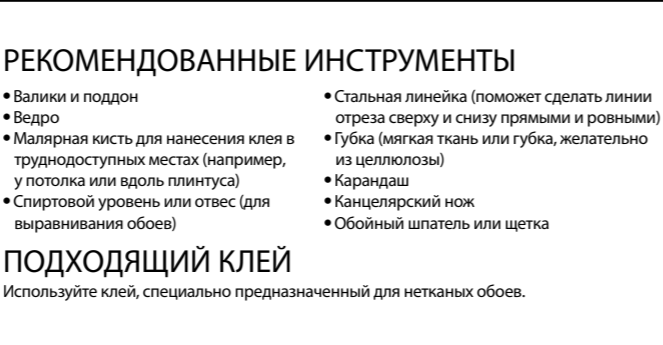 РЕКОМЕНДОВАННЫЕ ИНСТРУМЕНТЫ
• Валики и поддон
• Ведро
• Малярная кисть для нанесения клея в
труднодоступных местах (например,
у потолка или вдоль плинтуса)
• Спиртовой уровень или отвес (для
выравнивания обоев)
• Стальная линейка (поможет сделать линии
отреза сверху и снизу прямыми и ровными)
• Губка (мягкая ткань или губка, желательно
из целлюлозы)
• Карандаш
• Канцелярский нож
• Обойный шпатель или щетка
ПОДХОДЯЩИЙ КЛЕЙ
Используйте клей, специально предназначенный для нетканых обоев.